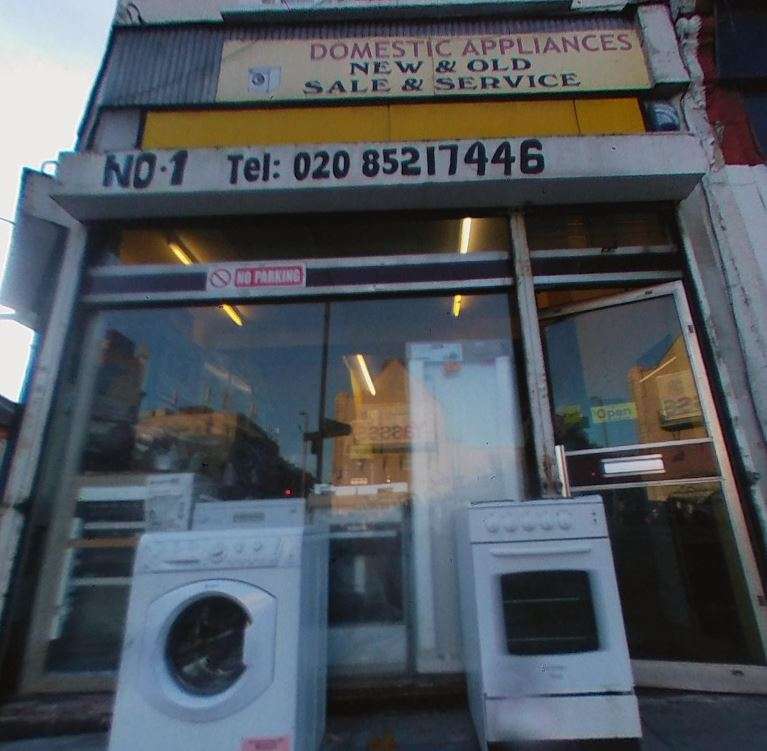 DOMESTIC APPLIANCES
NEW & OLD
SALE & SERVICE
NO·1 Tel: 020 85217446
NO PARKING
Open